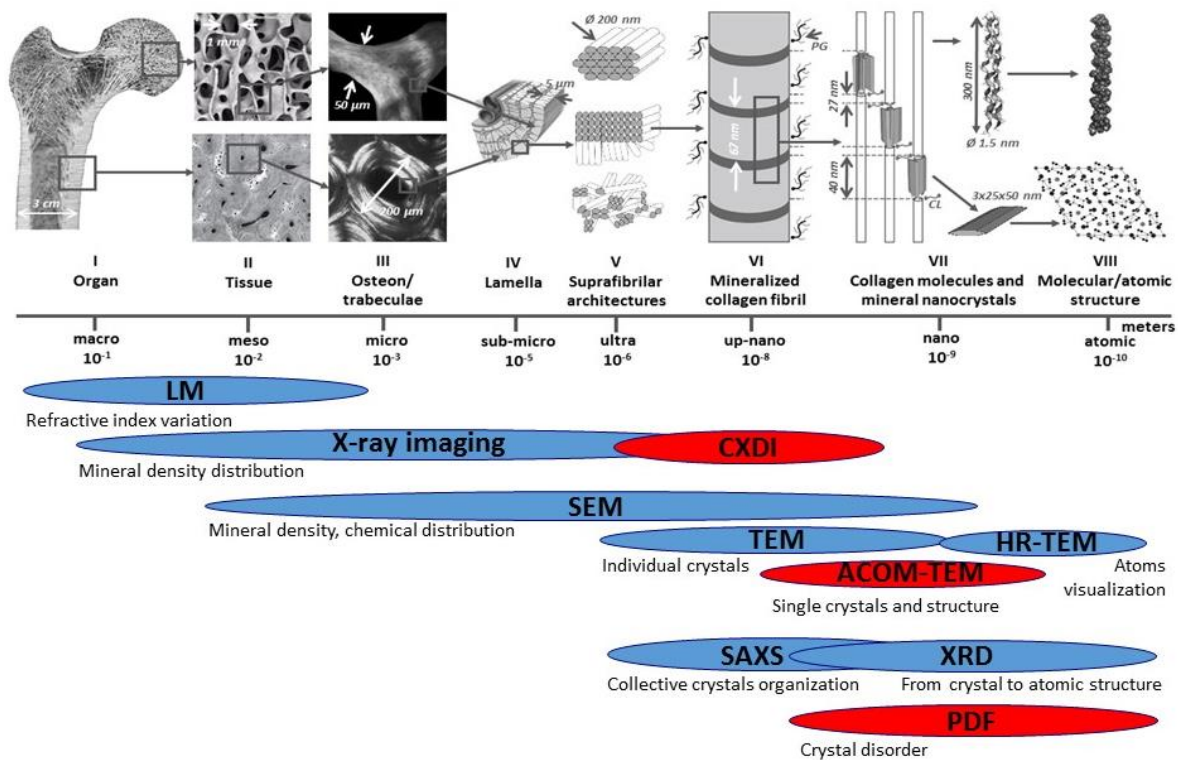 1 mm
50 µm
3 cm
200 µm
Ø 200 nm
5 µm
PG
67 nm
27 nm
40 nm
CL
300 nm
Ø 1.5 nm
3x25x50 nm
I
Organ
II
Tissue
III
Osteon/
trabeculae
IV
Lamella
V
Suprafibrilar
architectures
VI
Mineralized
collagen fibril
VII
Collagen molecules and
mineral nanocrystals
VIII
Molecular/atomic
structure
meters
macro
10⁻¹
meso
10⁻²
micro
10⁻³
sub-micro
10⁻⁵
ultra
10⁻⁶
up-nano
10⁻⁸
nano
10⁻⁹
atomic
10⁻¹⁰
LM
Refractive index variation
X-ray imaging
CXDI
Mineral density distribution
SEM
Mineral density, chemical distribution
TEM
HR-TEM
Individual crystals
Atoms
visualization
ACOM-TEM
Single crystals and structure
SAXS
XRD
Collective crystals organization
From crystal to atomic structure
PDF
Crystal disorder